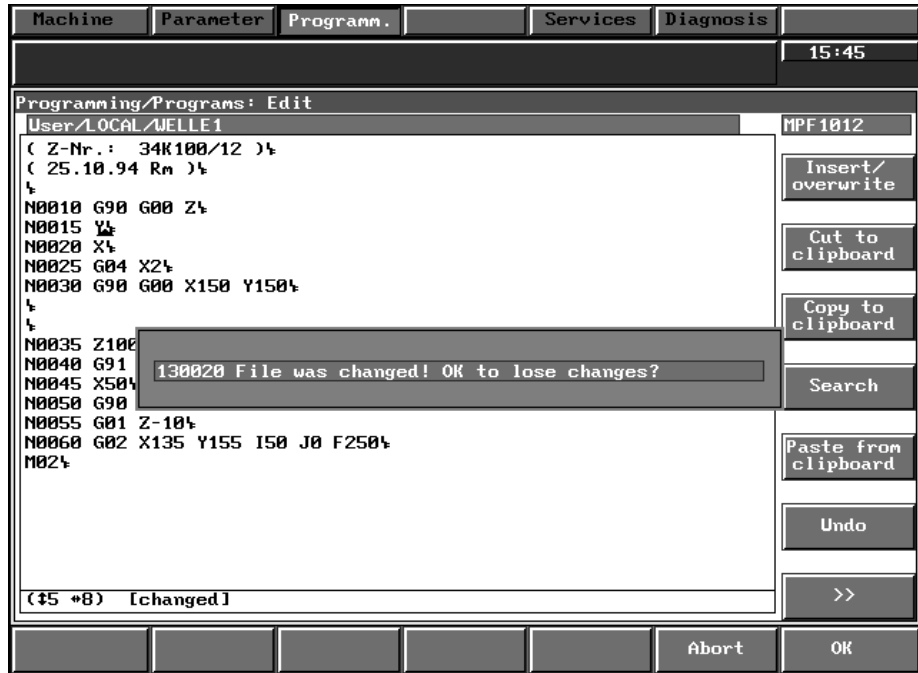 Machine Parameter Programm. Services Diagnosis
15:45
Programming/Programs: Edit
User/LOCAL/WELLE1 MPF1012
( Z-Nr.: 34K100/12 )␊
( 25.10.94 Rm )␊
␊
N0010 G90 G00 Z␊
N0015 Y␊
N0020 X␊
N0025 G04 X2␊
N0030 G90 G00 X150 Y150␊
␊
␊
N0035 Z100
N0040 G91
N0045 X50␊
N0050 G90
N0055 G01 Z-10␊
N0060 G02 X135 Y155 I50 J0 F250␊
M02␊
130020 File was changed! OK to lose changes?
(↕5 ↔8) [changed]
Insert/
overwrite
Cut to
clipboard
Copy to
clipboard
Search
Paste from
clipboard
Undo
>>
Abort OK